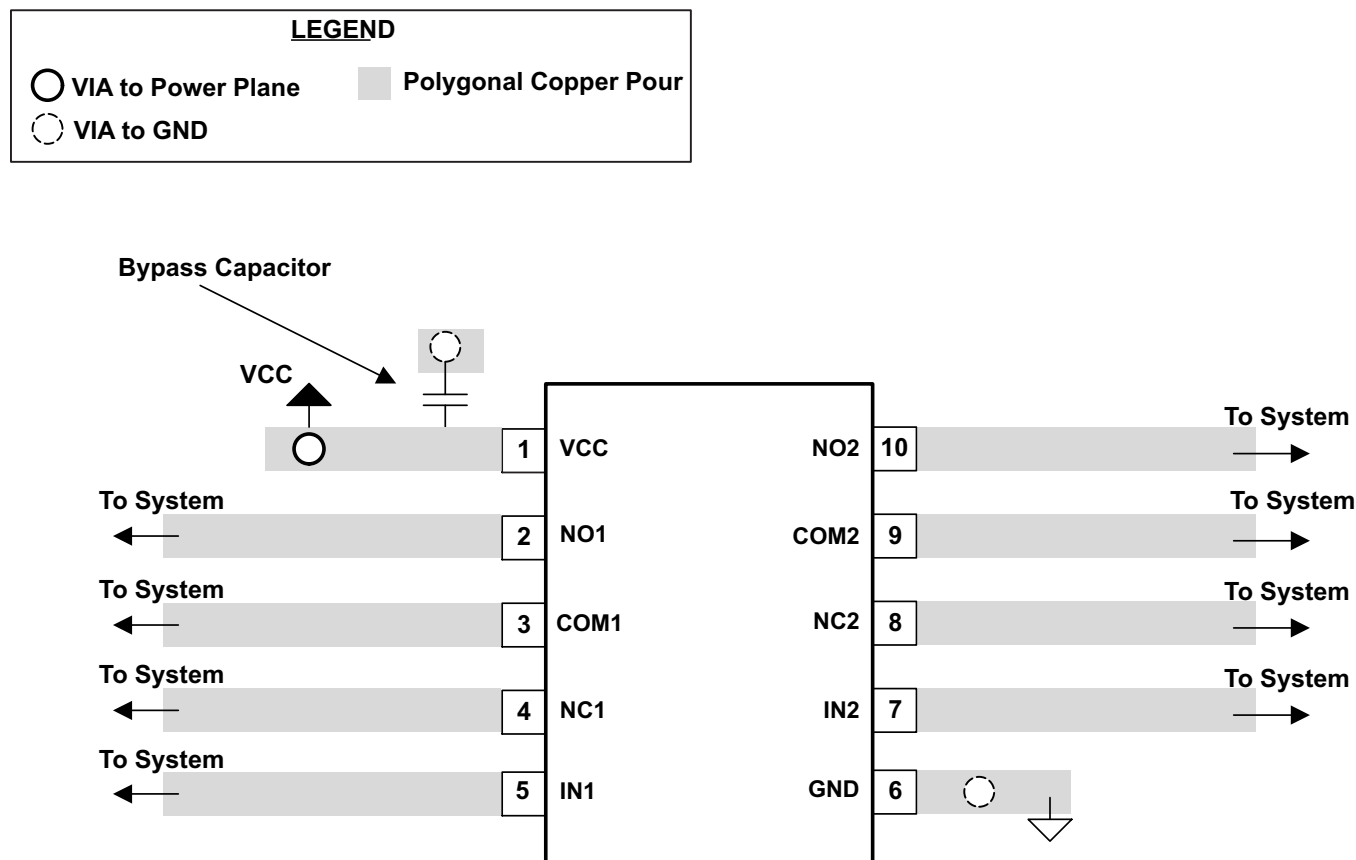 LEGEND
VIA to Power Plane
Polygonal Copper Pour
VIA to GND
Bypass Capacitor
VCC
1 VCC
NO2 10
To System
To System
2 NO1
COM2 9
To System
To System
3 COM1
NC2 8
To System
To System
4 NC1
IN2 7
To System
To System
5 IN1
GND 6